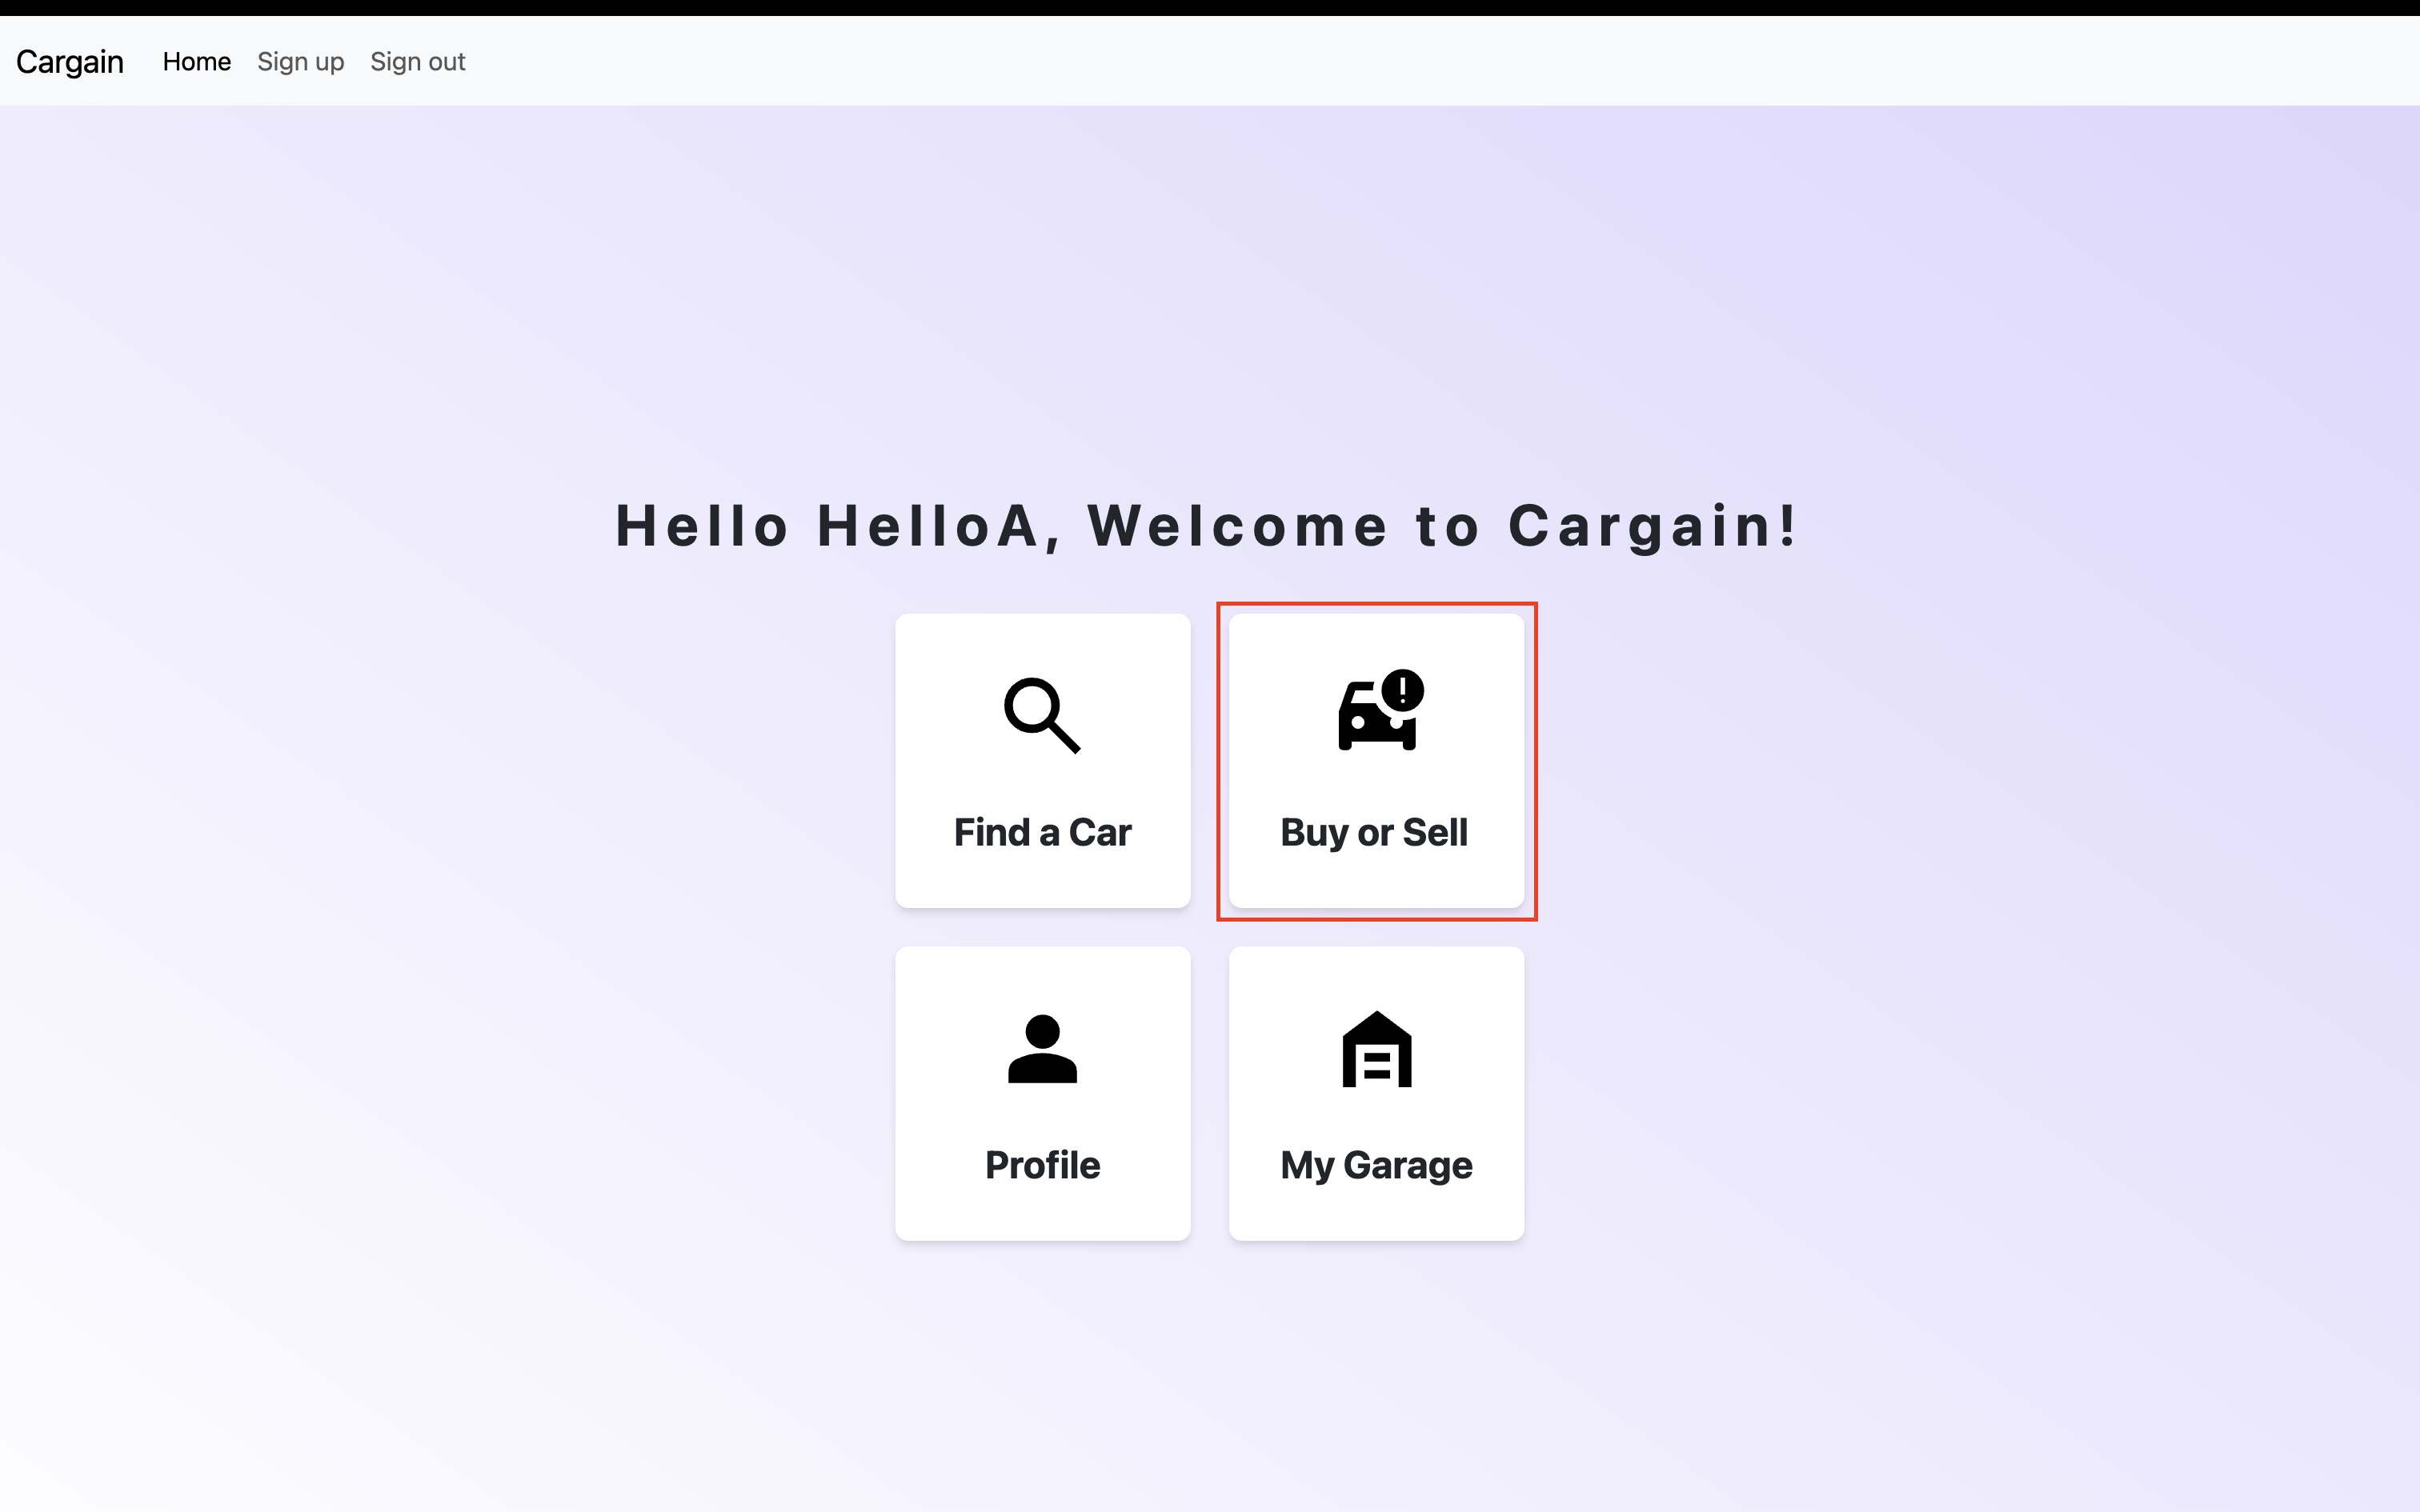 Cargain Home Sign up Sign out
Hello HelloA, Welcome to Cargain!
Find a Car
Buy or Sell
Profile
My Garage